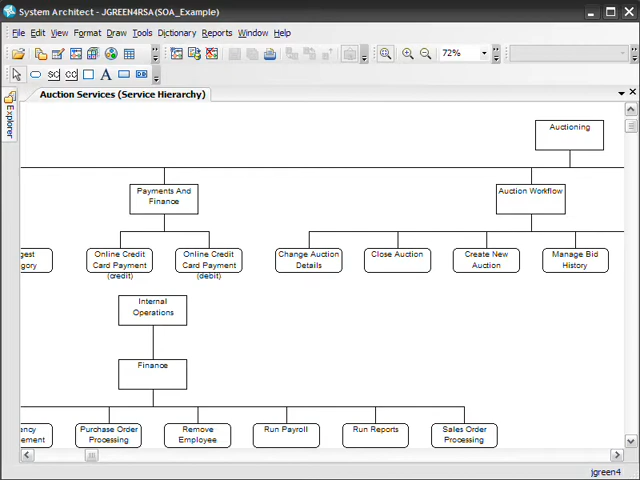 System Architect - JGREEN4RSA (SOA_Example)
File Edit View Format Draw Tools Dictionary Reports Window Help
72%
SC CC A
Auction Services (Service Hierarchy)
Explorer
Auctioning
Payments And
Finance
Auction Workflow
gest
gory
Online Credit
Card Payment
(credit)
Online Credit
Card Payment
(debit)
Change Auction
Details
Close Auction
Create New
Auction
Manage Bid
History
Internal
Operations
Finance
ency
ement
Purchase Order
Processing
Remove
Employee
Run Payroll
Run Reports
Sales Order
Processing
jgreen4